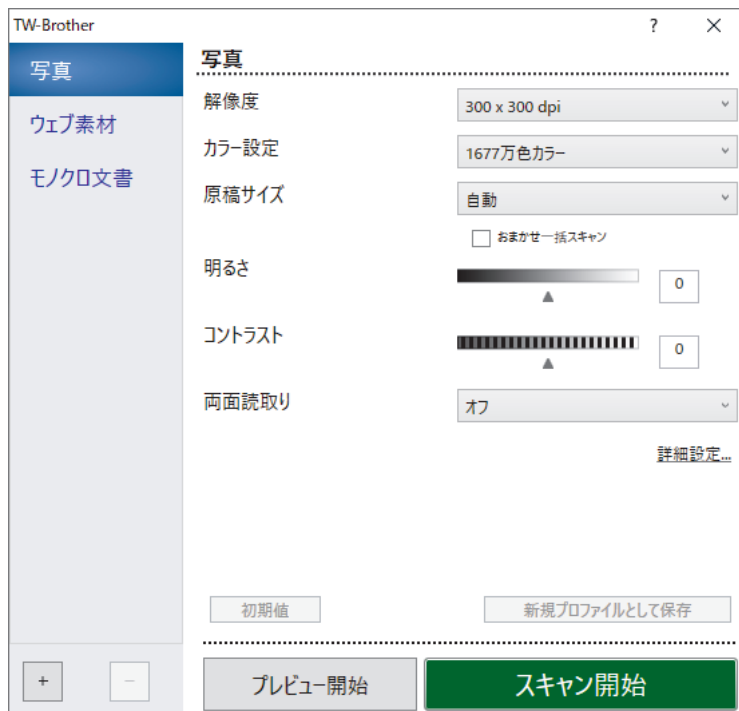 TW-Brother ? ×
写真
ウェブ素材
モノクロ文書
+ −
写真
解像度 300 x 300 dpi
カラー設定 1677万色カラー
原稿サイズ 自動
おまかせ一括スキャン
明るさ 0
コントラスト 0
両面読取り オフ
詳細設定...
初期値 新規プロファイルとして保存
プレビュー開始 スキャン開始